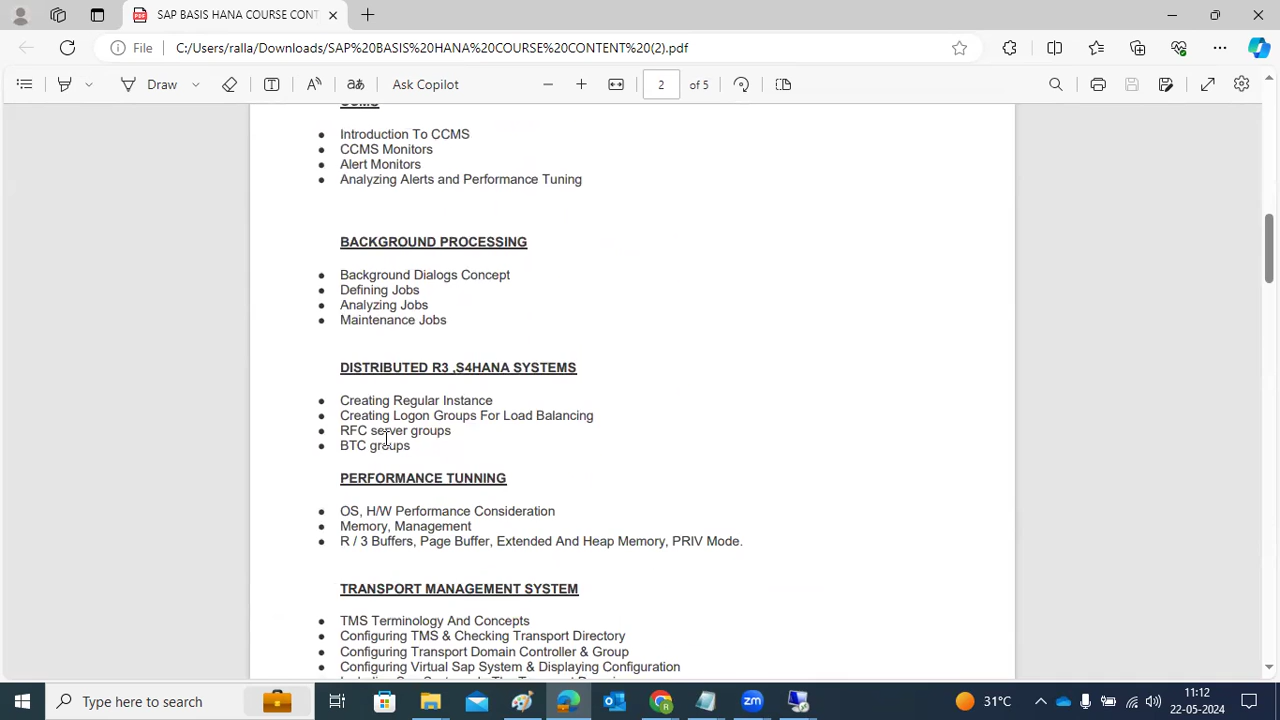 SAP BASIS HANA COURSE CONT
File
C:/Users/ralla/Downloads/SAP%20BASIS%20HANA%20COURSE%20CONTENT%20(2).pdf
Draw
Ask Copilot
2 of 5
CCMS
● Introduction To CCMS
● CCMS Monitors
● Alert Monitors
● Analyzing Alerts and Performance Tuning
BACKGROUND PROCESSING
● Background Dialogs Concept
● Defining Jobs
● Analyzing Jobs
● Maintenance Jobs
DISTRIBUTED R3 ,S4HANA SYSTEMS
● Creating Regular Instance
● Creating Logon Groups For Load Balancing
● RFC server groups
● BTC groups
PERFORMANCE TUNNING
● OS, H/W Performance Consideration
● Memory, Management
● R / 3 Buffers, Page Buffer, Extended And Heap Memory, PRIV Mode.
TRANSPORT MANAGEMENT SYSTEM
● TMS Terminology And Concepts
● Configuring TMS & Checking Transport Directory
● Configuring Transport Domain Controller & Group
● Configuring Virtual Sap System & Displaying Configuration
Type here to search
31°C
11:12
22-05-2024